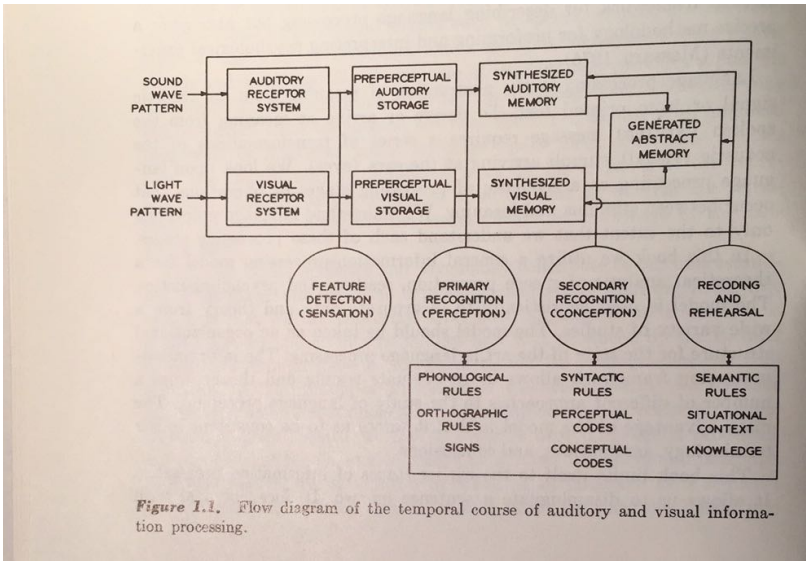 SOUND
WAVE
PATTERN
AUDITORY
RECEPTOR
SYSTEM
PREPERCEPTUAL
AUDITORY
STORAGE
SYNTHESIZED
AUDITORY
MEMORY
GENERATED
ABSTRACT
MEMORY
LIGHT
WAVE
PATTERN
VISUAL
RECEPTOR
SYSTEM
PREPERCEPTUAL
VISUAL
STORAGE
SYNTHESIZED
VISUAL
MEMORY
FEATURE
DETECTION
(SENSATION)
PRIMARY
RECOGNITION
(PERCEPTION)
SECONDARY
RECOGNITION
(CONCEPTION)
RECODING
AND
REHEARSAL
PHONOLOGICAL
RULES
ORTHOGRAPHIC
RULES
SIGNS
SYNTACTIC
RULES
PERCEPTUAL
CODES
CONCEPTUAL
CODES
SEMANTIC
RULES
SITUATIONAL
CONTEXT
KNOWLEDGE
Figure 1.1. Flow diagram of the temporal course of auditory and visual informa-
tion processing.